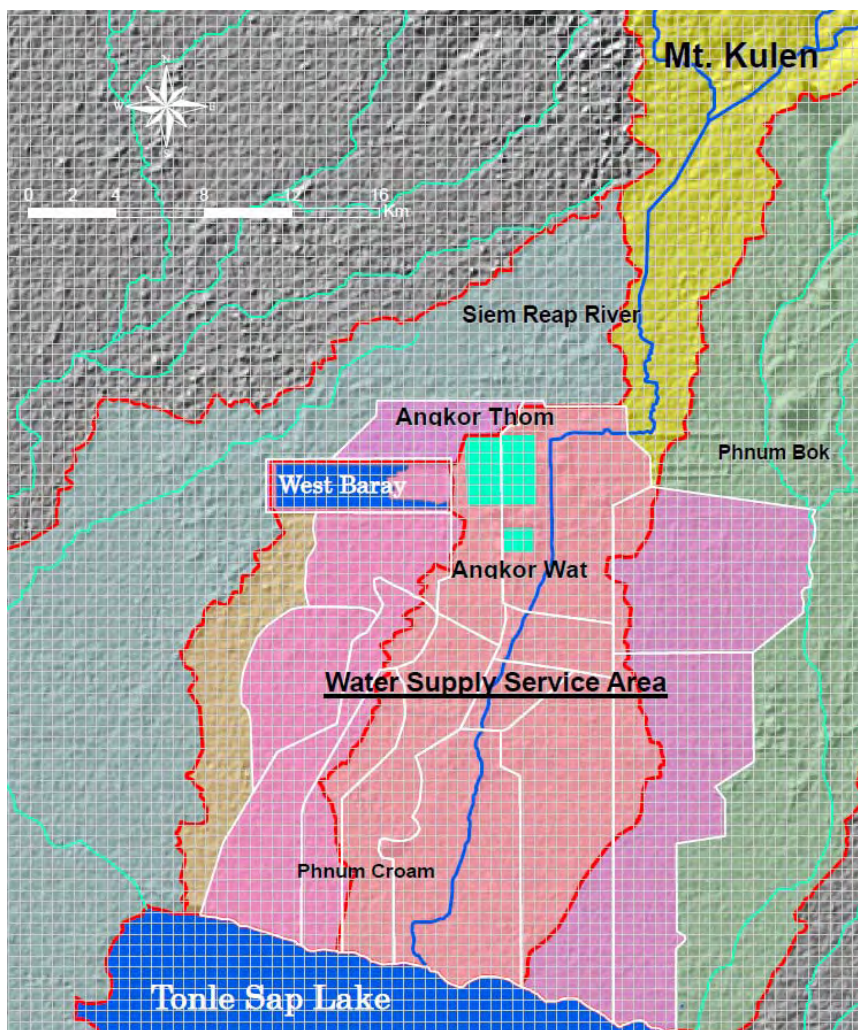 Mt. Kulen
N
W
E
S
0 2 4 8 12 16
Km
Siem Reap River
Angkor Thom
Phnum Bok
West Baray
Angkor Wat
Water Supply Service Area
Phnum Croam
Tonle Sap Lake